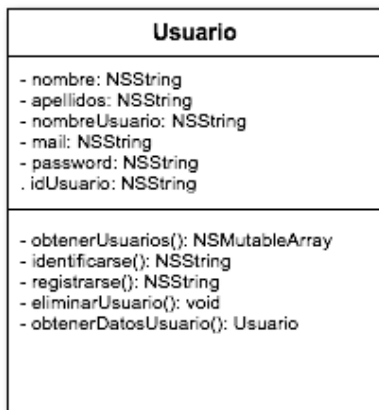 Usuario
- nombre: NSString
- apellidos: NSString
- nombreUsuario: NSString
- mail: NSString
- password: NSString
. idUsuario: NSString
- obtenerUsuarios(): NSMutableArray
- identificarse(): NSString
- registrarse(): NSString
- eliminarUsuario(): void
- obtenerDatosUsuario(): Usuario